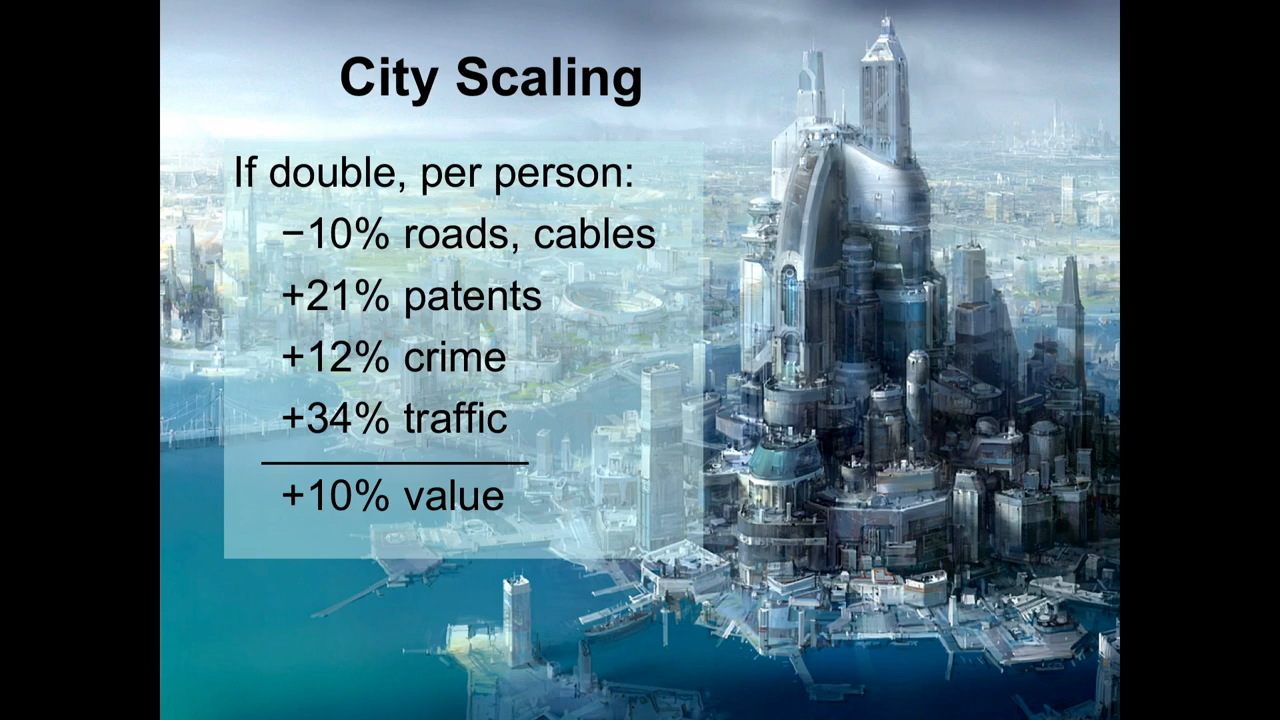 City Scaling
If double, per person:
−10% roads, cables
+21% patents
+12% crime
+34% traffic
+10% value